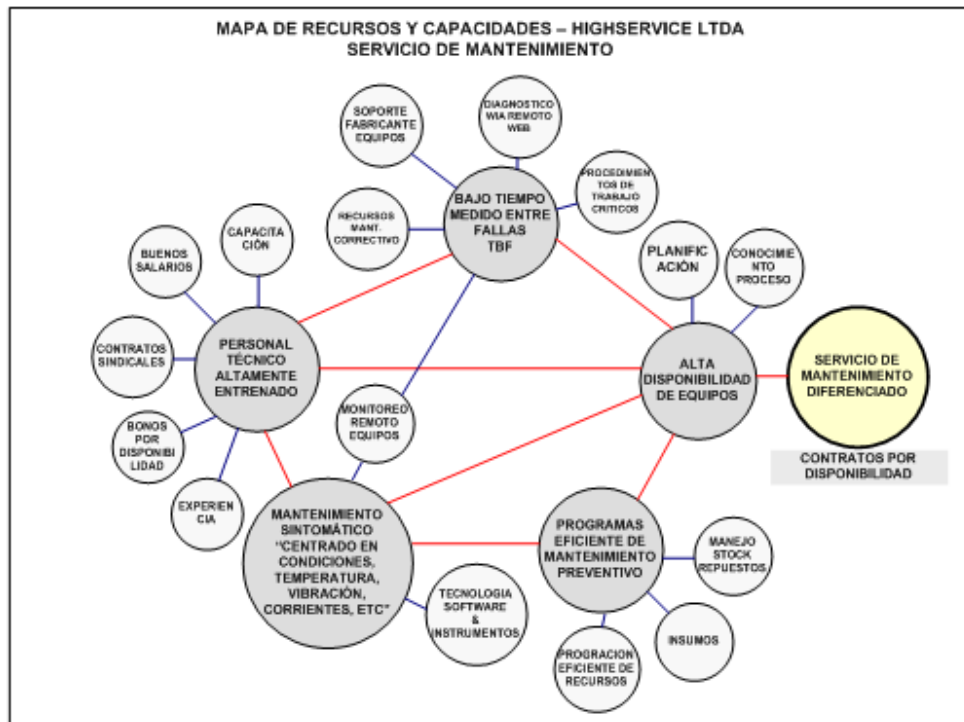 MAPA DE RECURSOS Y CAPACIDADES – HIGHSERVICE LTDA
SERVICIO DE MANTENIMIENTO
SOPORTE
FABRICANTE
EQUIPOS
DIAGNOSTICO
WIA REMOTO
WEB
PROCEDIMIEN
TOS DE
TRABAJO
CRITICOS
RECURSOS
MANT.
CORRECTIVO
BAJO TIEMPO
MEDIDO ENTRE
FALLAS
TBF
CAPACITA
CIÓN
BUENOS
SALARIOS
CONTRATOS
SINDICALES
BONOS
POR
DISPONIBI
LIDAD
EXPERIEN
CIA
PERSONAL
TÉCNICO
ALTAMENTE
ENTRENADO
PLANIFIC
ACIÓN
CONOCIMIE
NTO
PROCESO
ALTA
DISPONIBILIDAD
DE EQUIPOS
SERVICIO DE
MANTENIMIENTO
DIFERENCIADO
CONTRATOS POR
DISPONIBILIDAD
MONITOREO
REMOTO
EQUIPOS
MANTENIMIENTO
SINTOMÁTICO
"CENTRADO EN
CONDICIONES,
TEMPERATURA,
VIBRACIÓN,
CORRIENTES, ETC"
TECNOLOGIA
SOFTWARE
&
INSTRUMENTOS
PROGRAMAS
EFICIENTE DE
MANTENIMIENTO
PREVENTIVO
MANEJO
STOCK
REPUESTOS
INSUMOS
PROGRACION
EFICIENTE DE
RECURSOS